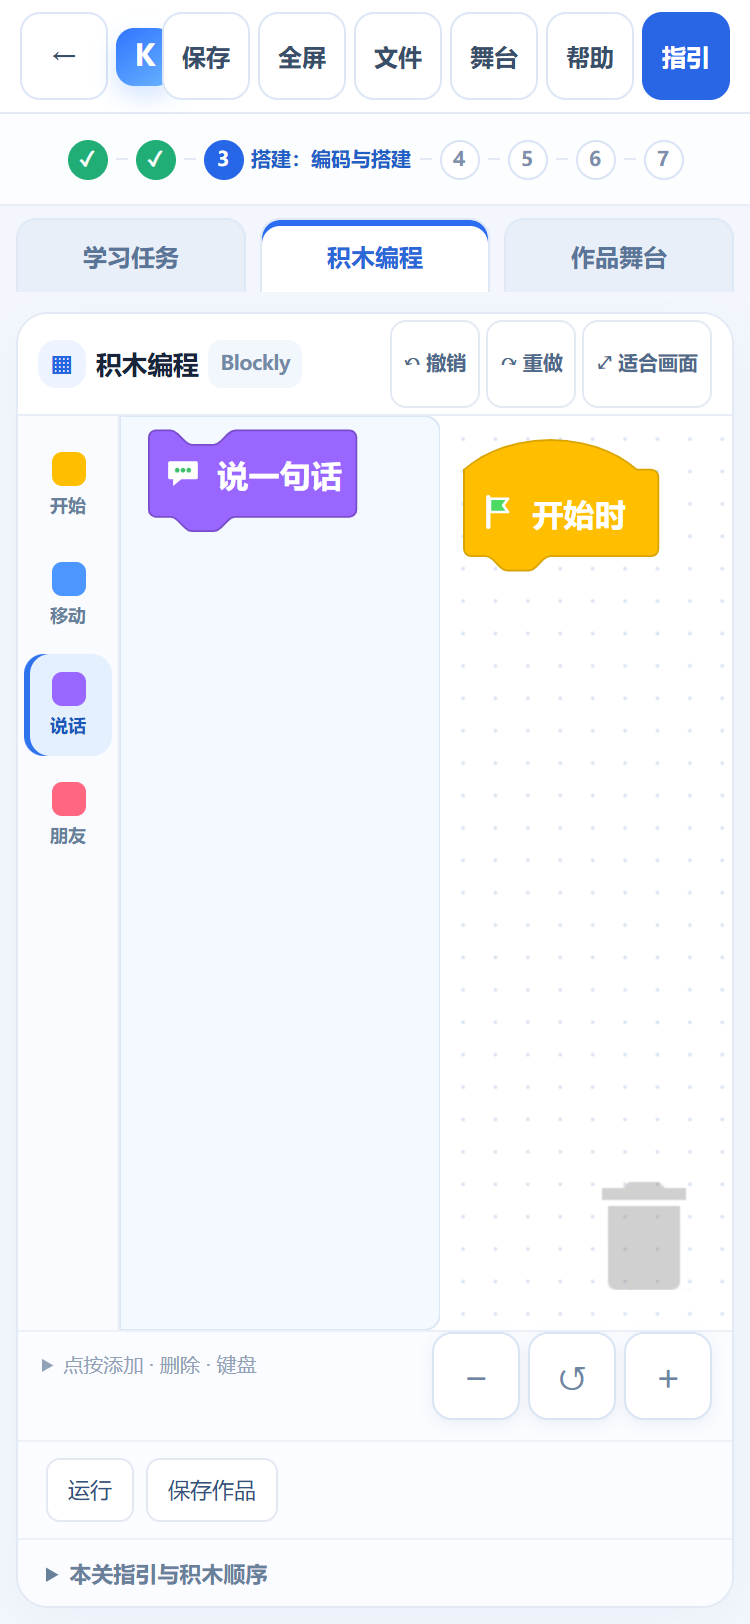 ← K 保存 全屏 文件 舞台 帮助 指引
✓ ✓ 3 搭建：编码与搭建 4 5 6 7
学习任务 积木编程 作品舞台
积木编程 Blockly 撤销 重做 适合画面
开始
移动
说话
朋友
说一句话
开始时
点按添加 · 删除 · 键盘
− +
运行 保存作品
本关指引与积木顺序